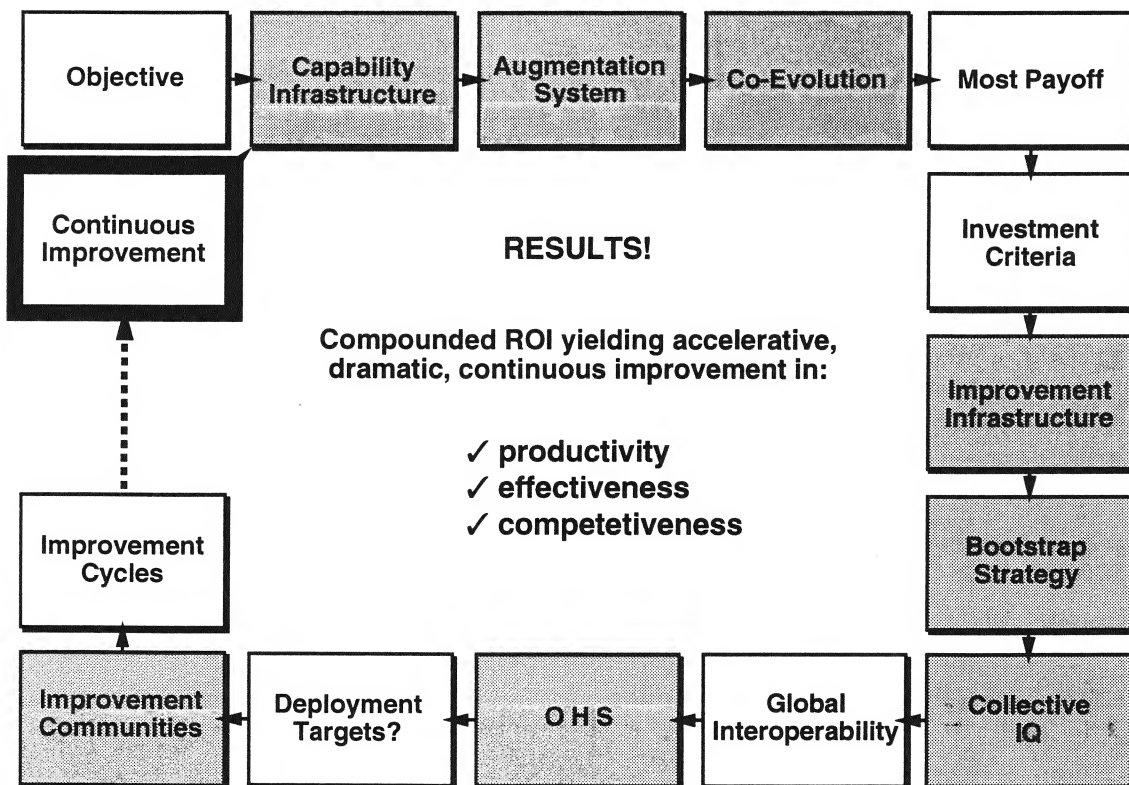 Objective
Capability
Infrastructure
Augmentation
System
Co-Evolution
Most Payoff
Continuous
Improvement
RESULTS!
Investment
Criteria
Compounded ROI yielding accelerative,
dramatic, continuous improvement in:
Improvement
Infrastructure
✓ productivity
✓ effectiveness
✓ competetiveness
Improvement
Cycles
Bootstrap
Strategy
Improvement
Communities
Deployment
Targets?
O H S
Global
Interoperability
Collective
IQ